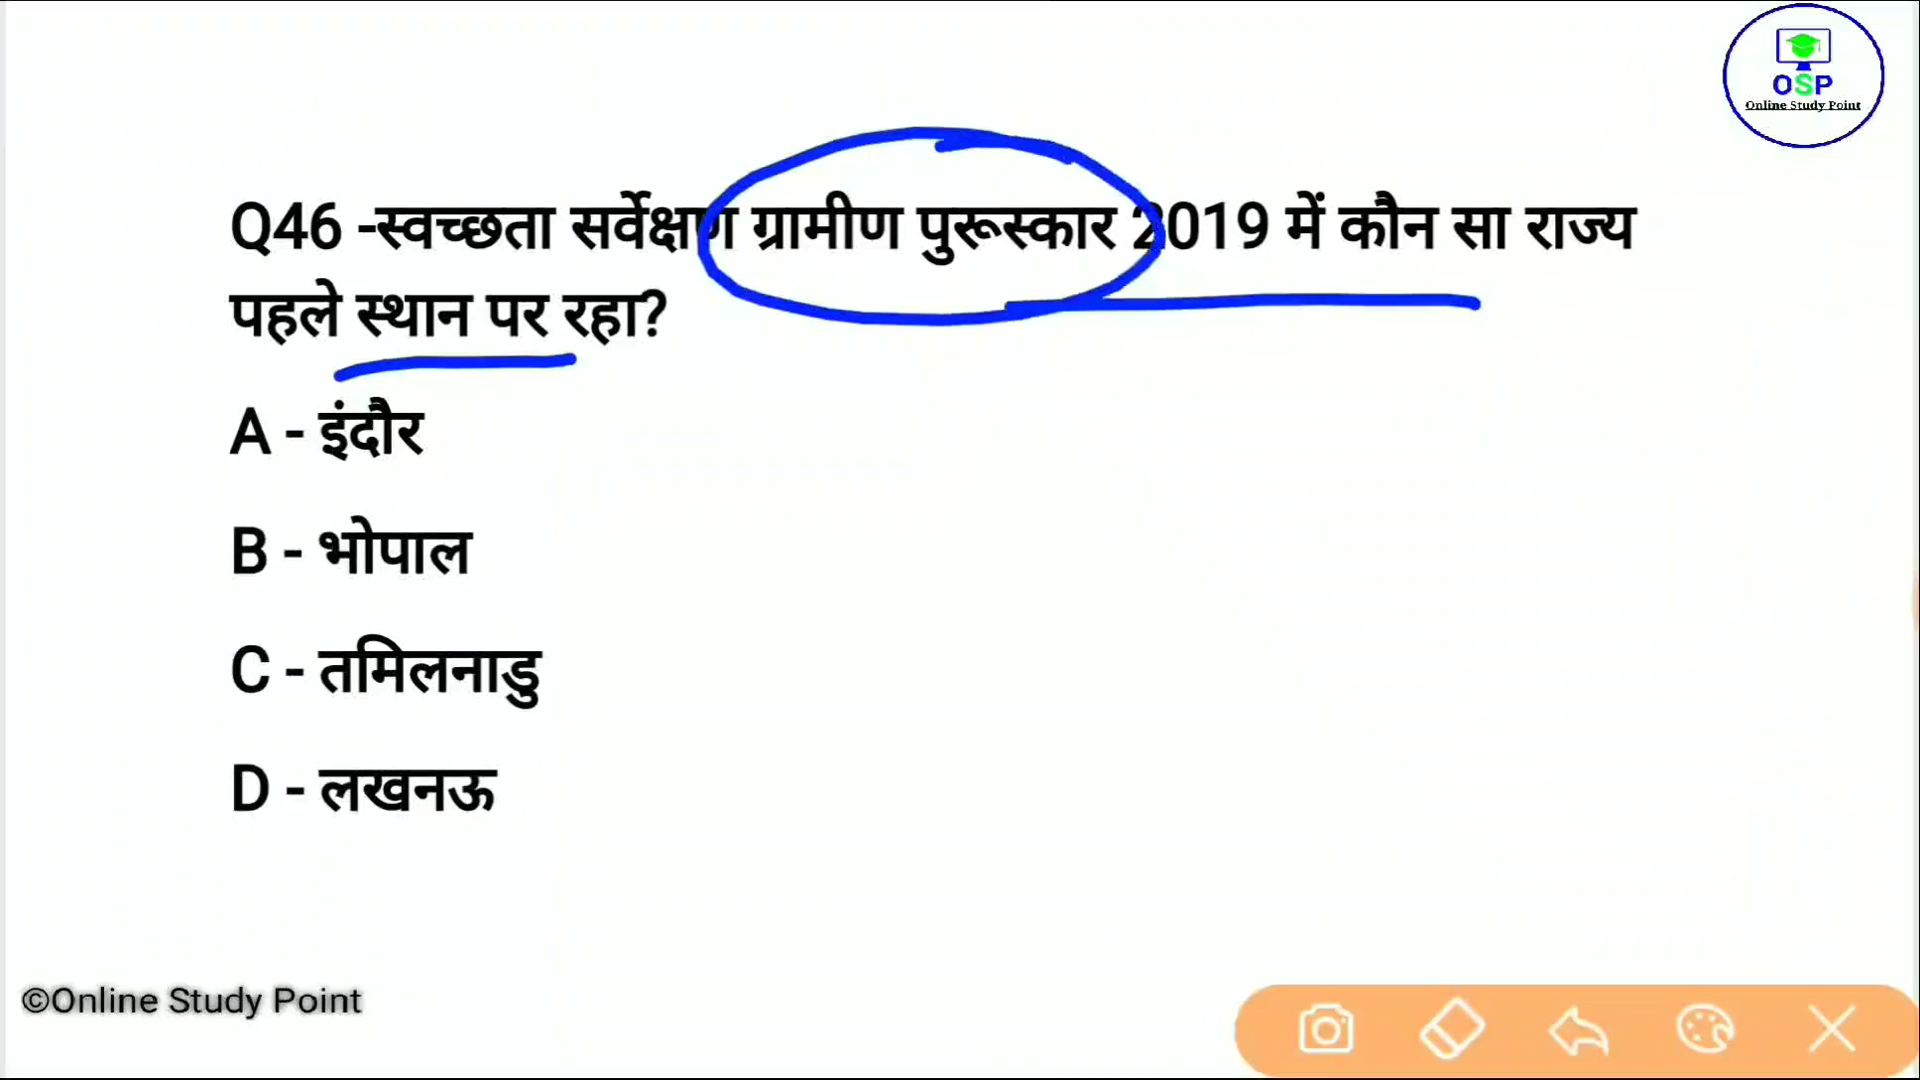 OSP
Online Study Point
Q46 -स्वच्छता सर्वेक्षण ग्रामीण पुरूस्कार 2019 में कौन सा राज्य
पहले स्थान पर रहा?
A - इंदौर
B - भोपाल
C - तमिलनाडु
D - लखनऊ
©Online Study Point